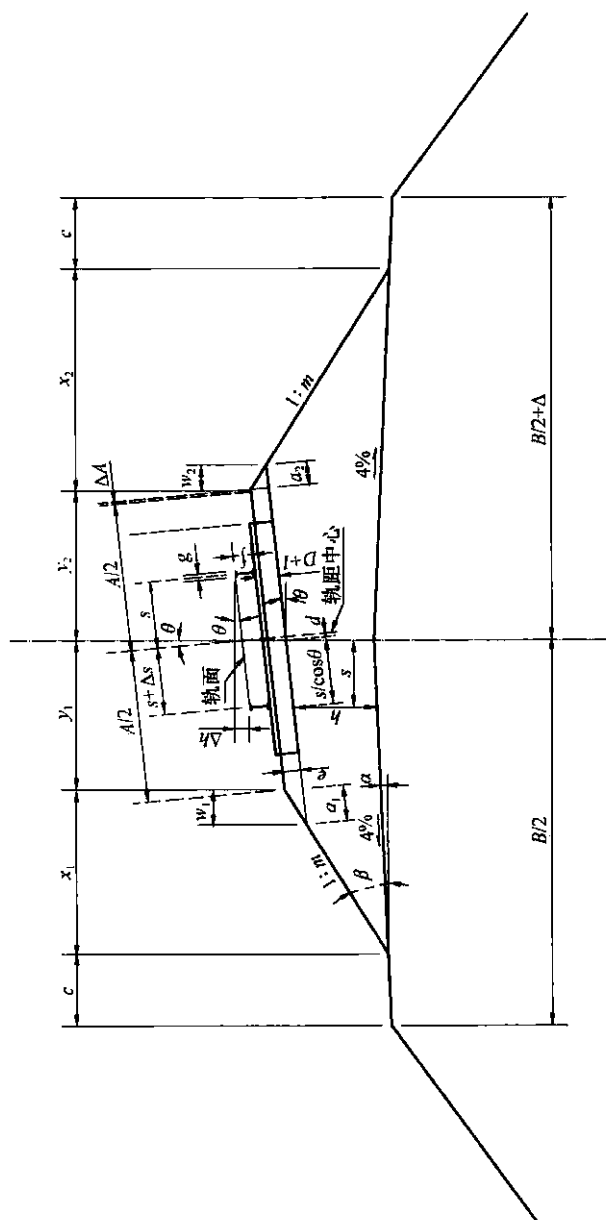 c
x₁
y₁
y₂
x₂
c
ΔA
A/2
A/2
s+Δs
s
θ
g
f
w₁
w₂
Δh
轨面
θ
θ
D+I
a₂
d
轨距中心
s/cosθ
s
h
e
a₁
α
β
1:m
1:m
4%
4%
B/2
B/2+Δ